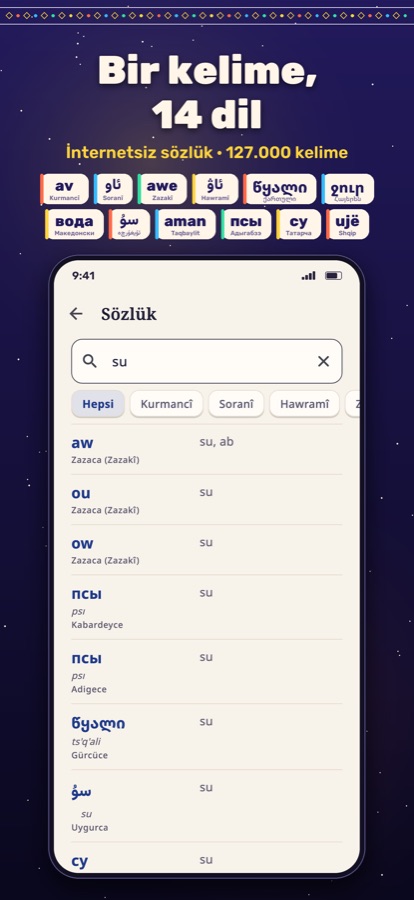 Bir kelime,
14 dil
İnternetsiz sözlük • 127.000 kelime
av ئاو awe ئاۋ წყალი ջուր
Kurmancî Soranî Zazakî Hawramî ქართული Հայերեն
вода سۇ aman псы су ujë
Македонски ئۇيغۇرچە Taqbaylit Адыгабзэ Татарча Shqip
9:41
Sözlük
su
Hepsi Kurmancî Soranî Hawramî
aw su, ab
Zazaca (Zazakî)
ou su
Zazaca (Zazakî)
ow su
Zazaca (Zazakî)
псы su
psı
Kabardeyce
псы su
psı
Adigece
წყალი su
ts'q'ali
Gürcüce
سۇ su
su
Uygurca
су su